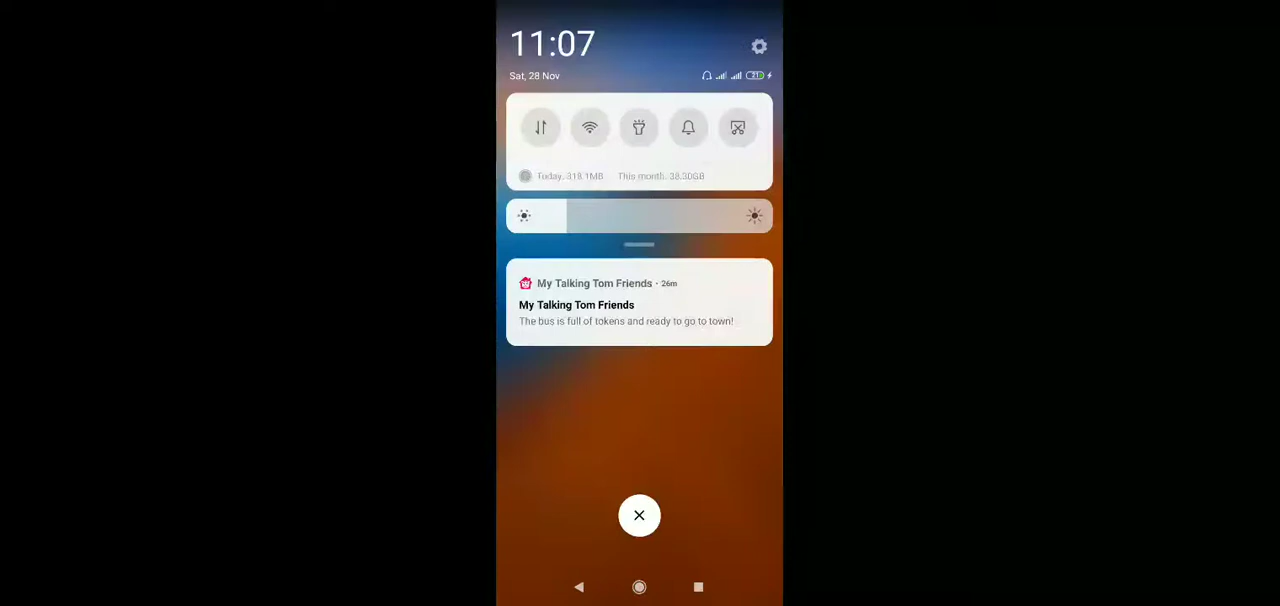 11:07
Sat, 28 Nov
Today, 318.1MB This month: 38.30GB
My Talking Tom Friends · 26m
My Talking Tom Friends
The bus is full of tokens and ready to go to town!